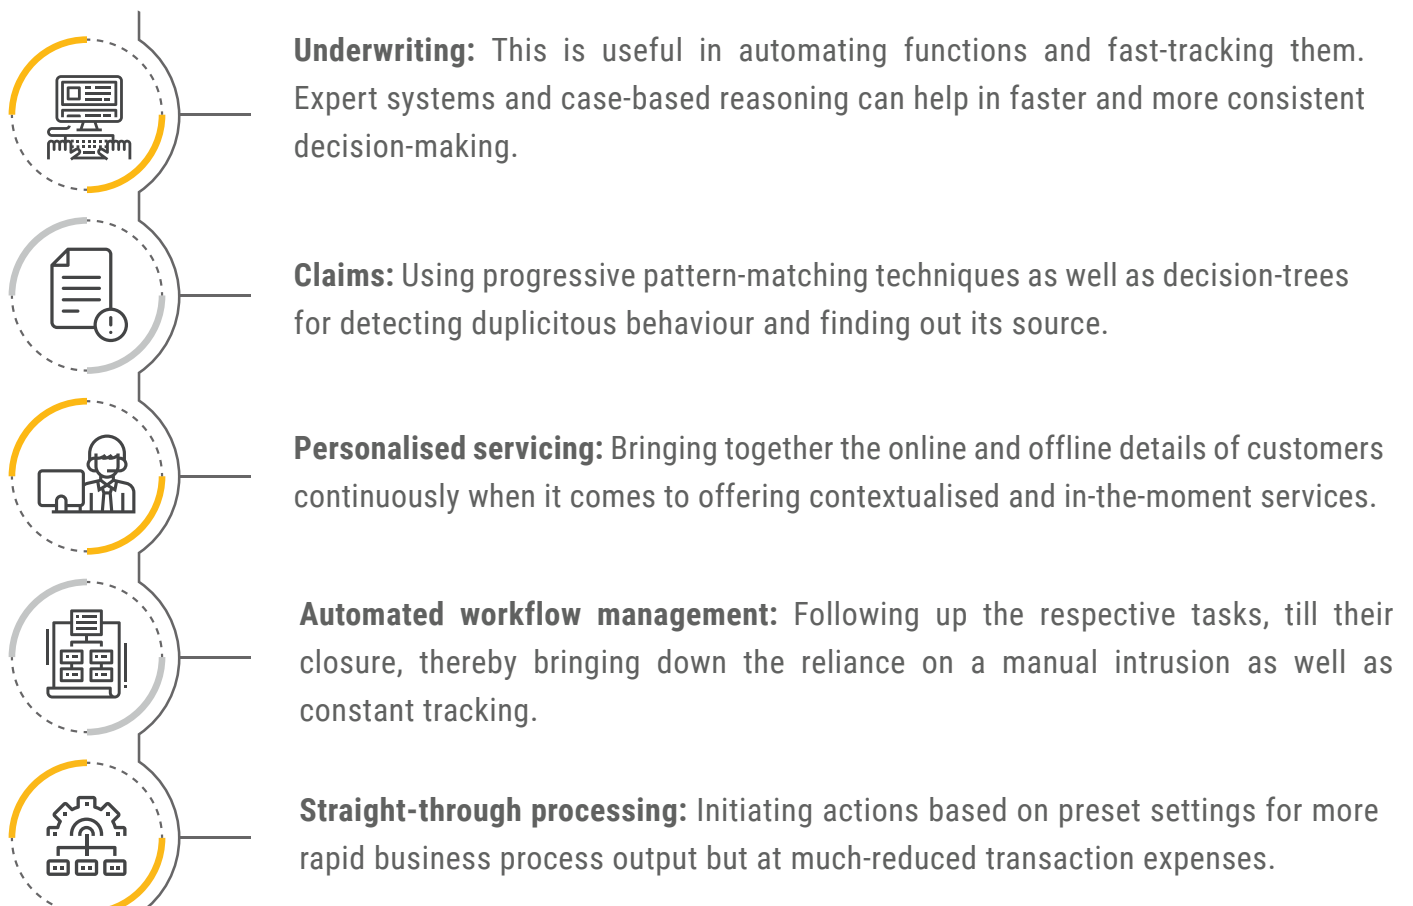 Underwriting: This is useful in automating functions and fast-tracking them.
Expert systems and case-based reasoning can help in faster and more consistent
decision-making.
Claims: Using progressive pattern-matching techniques as well as decision-trees
for detecting duplicitous behaviour and finding out its source.
Personalised servicing: Bringing together the online and offline details of customers
continuously when it comes to offering contextualised and in-the-moment services.
Automated workflow management: Following up the respective tasks, till their
closure, thereby bringing down the reliance on a manual intrusion as well as
constant tracking.
Straight-through processing: Initiating actions based on preset settings for more
rapid business process output but at much-reduced transaction expenses.